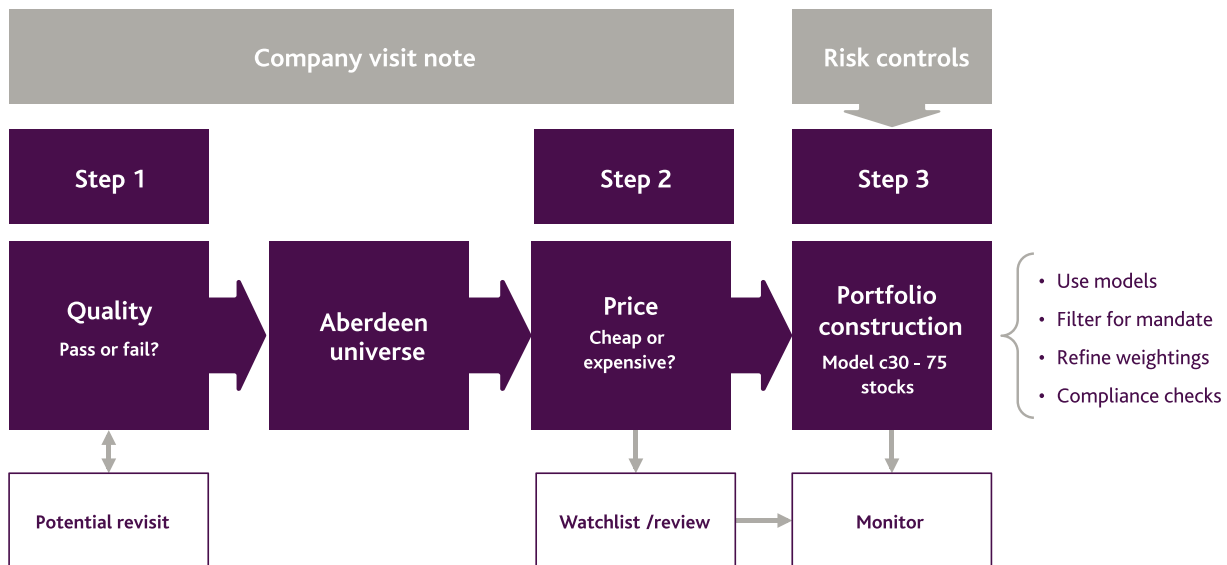 Company visit note
Risk controls
Step 1
Step 2
Step 3
Quality
Pass or fail?
Aberdeen
universe
Price
Cheap or
expensive?
Portfolio
construction
Model c30 - 75
stocks
• Use models
• Filter for mandate
• Refine weightings
• Compliance checks
Potential revisit
Watchlist /review
Monitor